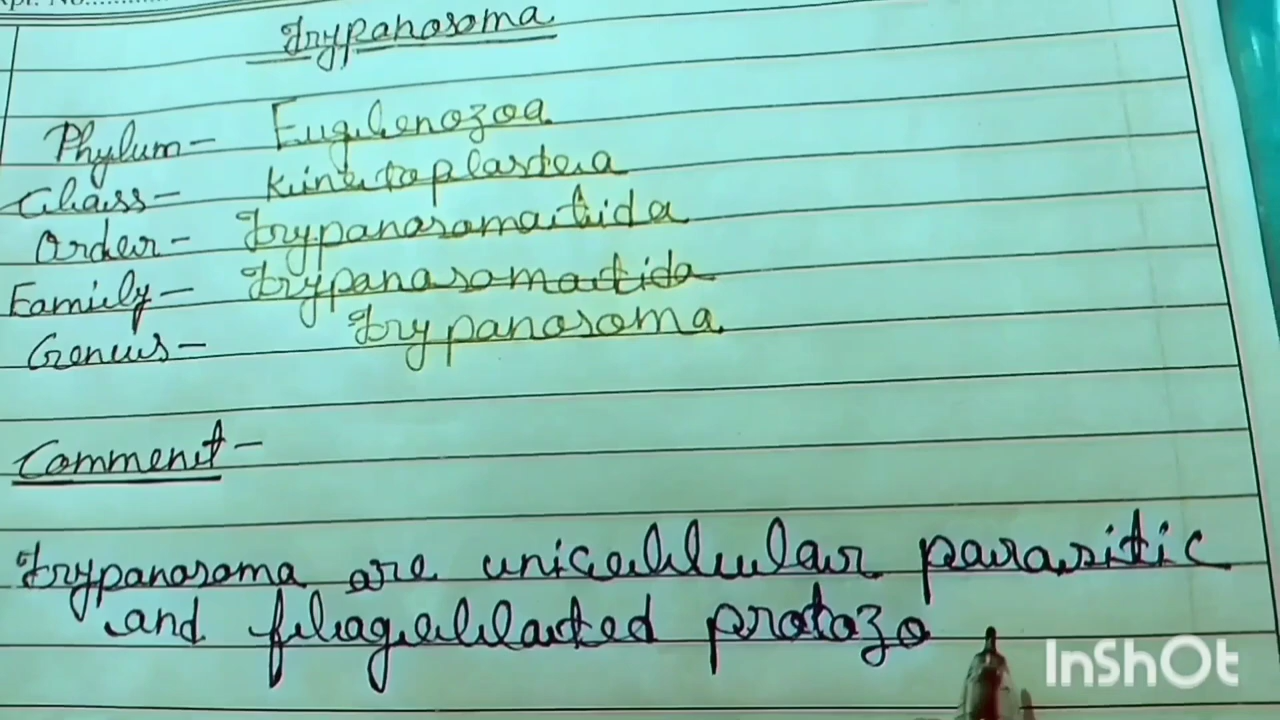 Trypanosoma
Phylum- Euglenozoa
Class- Kinetoplastea
Order- Trypanosomatida
Family- Trypanasomatida
Genus- Trypanosoma
Comment-
Trypanosoma are unicellular parasitic
and flagellated protozo
InShOt